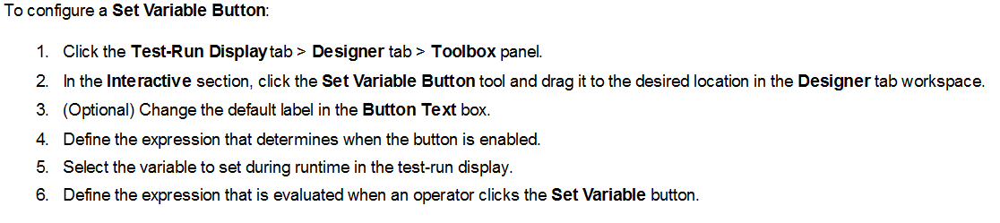 To configure a Set Variable Button:
1. Click the Test-Run Display tab > Designer tab > Toolbox panel.
2. In the Interactive section, click the Set Variable Button tool and drag it to the desired location in the Designer tab workspace.
3. (Optional) Change the default label in the Button Text box.
4. Define the expression that determines when the button is enabled.
5. Select the variable to set during runtime in the test-run display.
6. Define the expression that is evaluated when an operator clicks the Set Variable button.